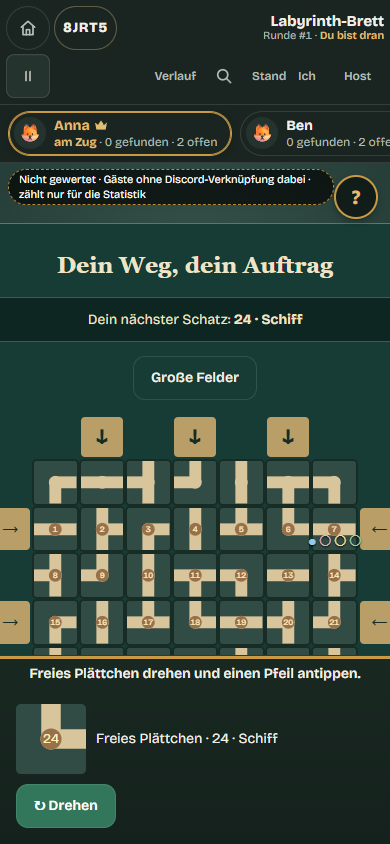 8JRT5
Labyrinth-Brett
Runde #1 · Du bist dran
Verlauf
Stand
Ich
Host
Anna
am Zug · 0 gefunden · 2 offen
Ben
0 gefunden · 2 offe
Nicht gewertet · Gäste ohne Discord-Verknüpfung dabei ·
zählt nur für die Statistik
?
Dein Weg, dein Auftrag
Dein nächster Schatz: 24 · Schiff
Große Felder
↓ ↓ ↓
→ 1 2 3 4 5 6 7 ←
8 9 10 11 12 13 14
→ 15 16 17 18 19 20 21 ←
Freies Plättchen drehen und einen Pfeil antippen.
24
Freies Plättchen · 24 · Schiff
↻ Drehen